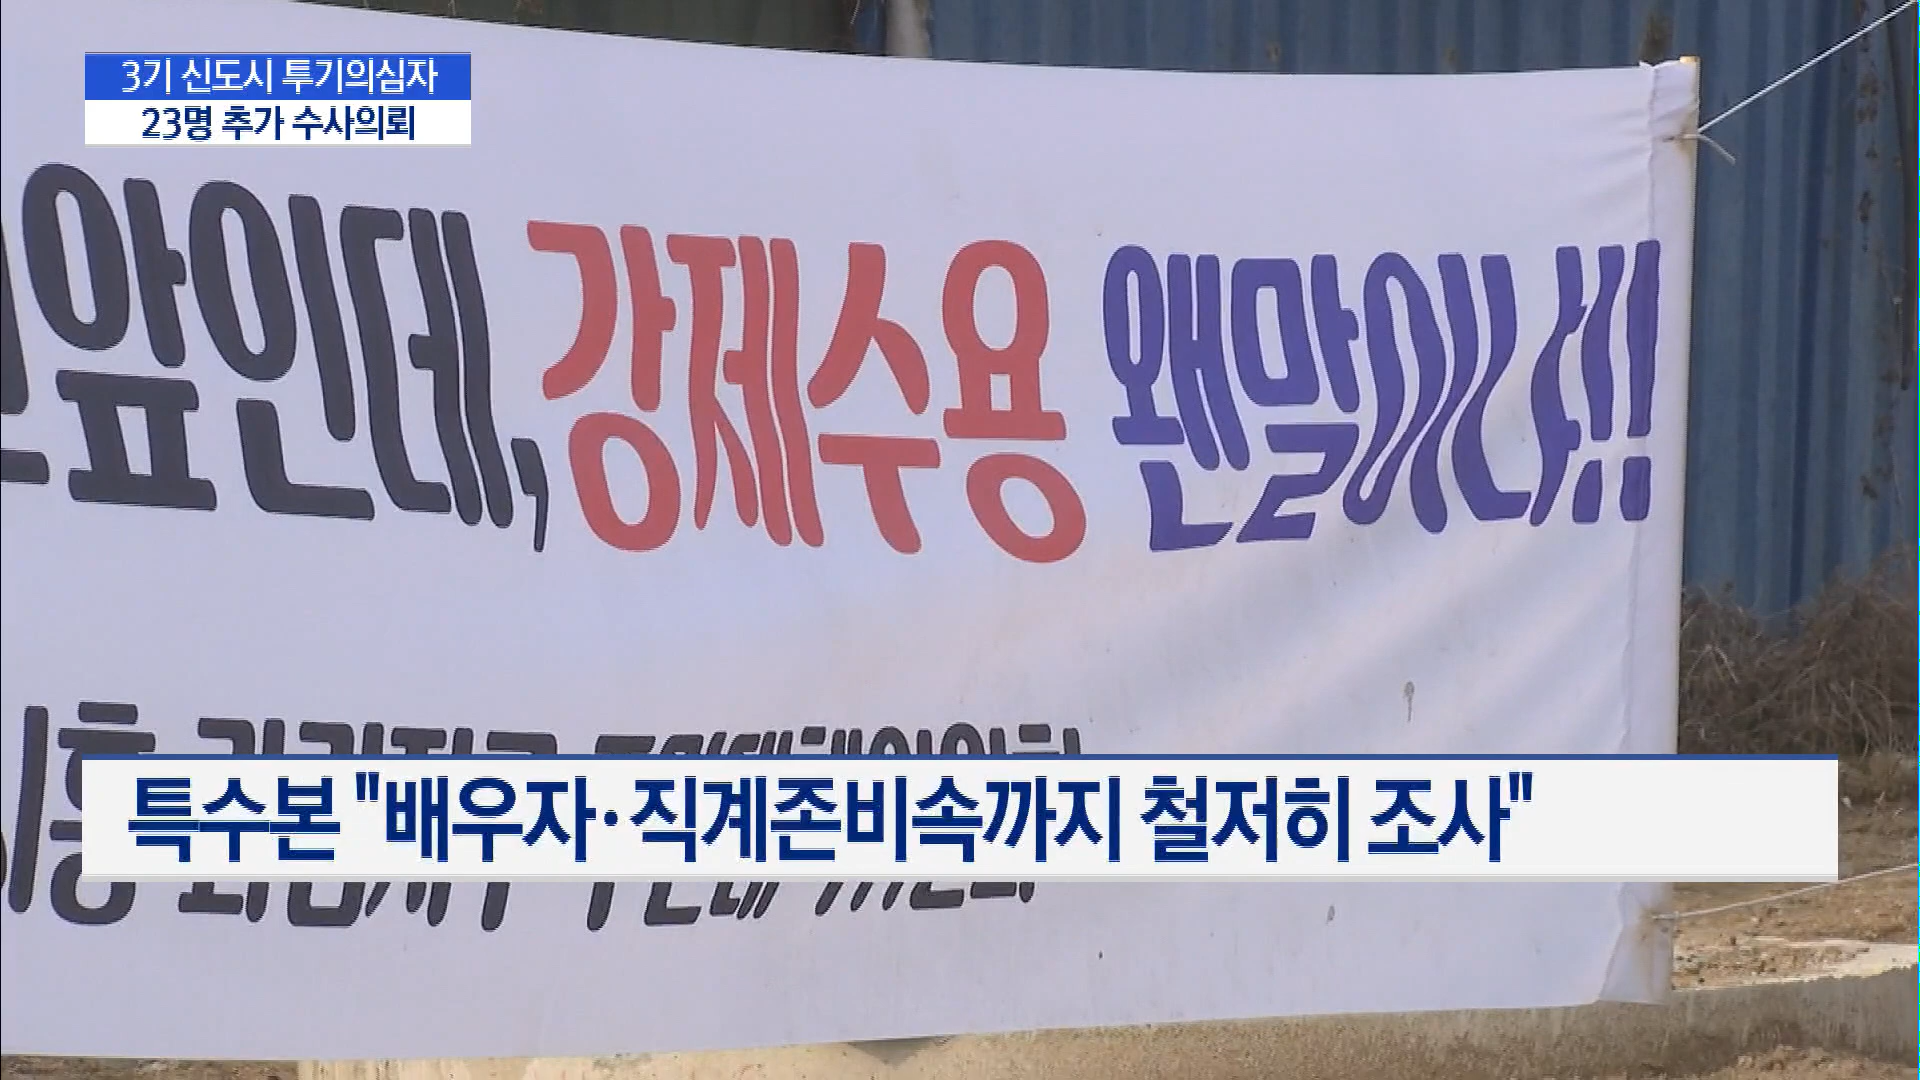 3기 신도시 투기의심자
23명 추가 수사의뢰
앞인데, 강제수용 왠말이냐!!
특수본 "배우자·직계존비속까지 철저히 조사"